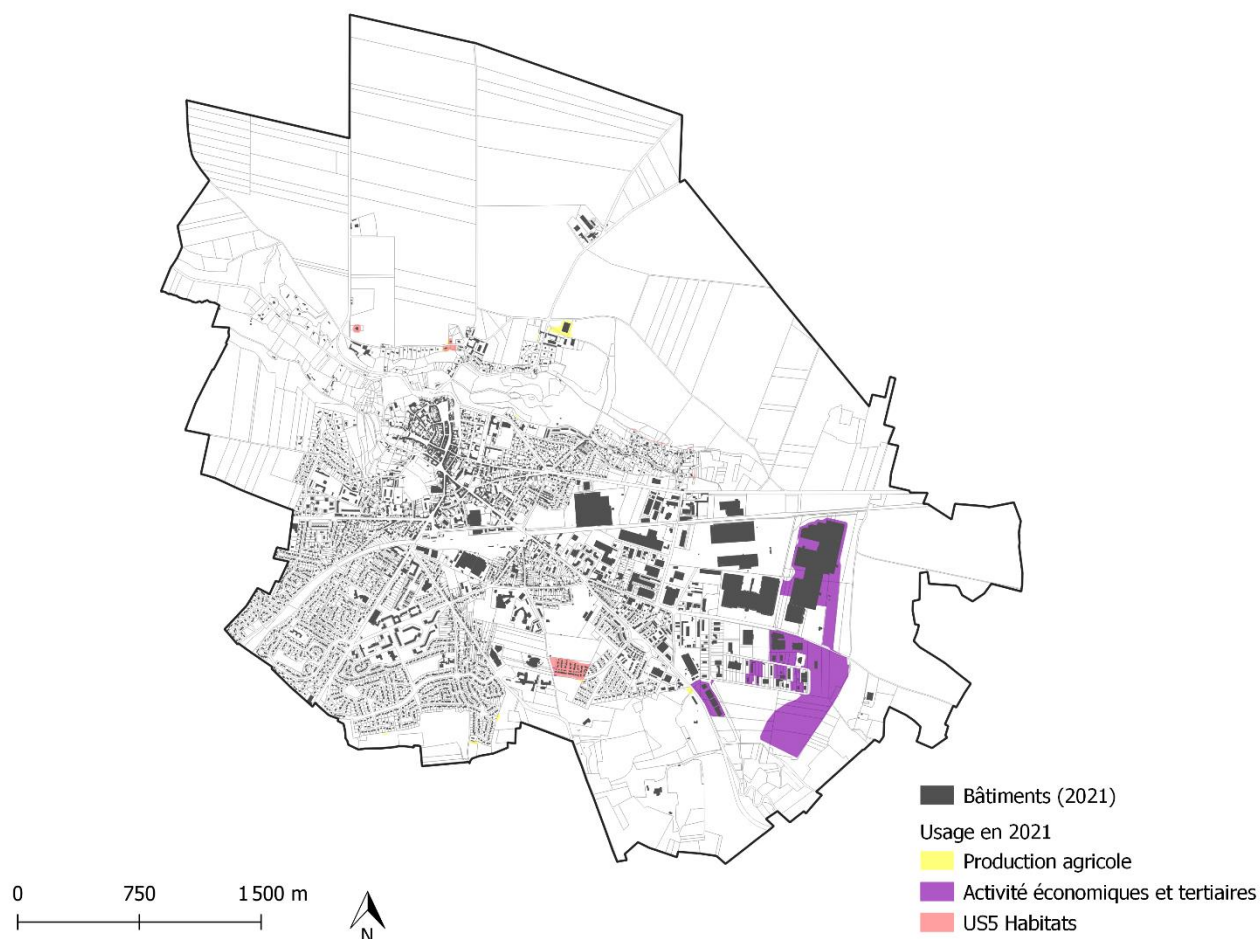 Bâtiments (2021)
Usage en 2021
Production agricole
Activité économiques et tertiaires
US5 Habitats
0 750 1 500 m
N